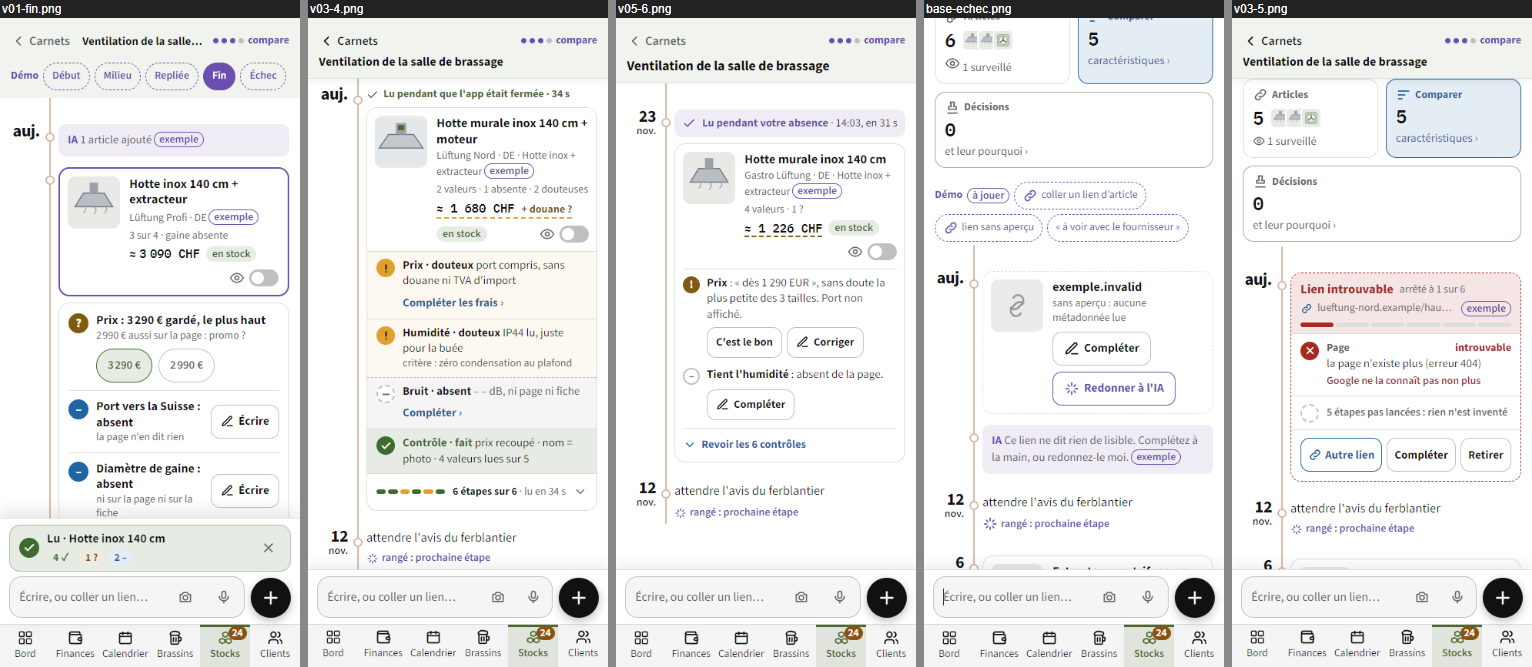 v01-fin.png
Carnets
Ventilation de la salle...
compare
Démo
Début
Milieu
Repliée
Fin
Échec
auj.
IA 1 article ajouté exemple
Hotte inox 140 cm +
extracteur
Lüftung Profi · DE exemple
3 sur 4 · gaine absente
≈ 3 090 CHF en stock
? Prix : 3 290 € gardé, le plus haut
2 990 € aussi sur la page : promo ?
3 290 €
2 990 €
Port vers la Suisse :
absent
la page n'en dit rien
Écrire
Diamètre de gaine :
absent
ni sur la page ni sur la
fiche
Écrire
Lu · Hotte inox 140 cm
4 ✓ 1 ? 2 –
Écrire, ou coller un lien...
Bord
Finances
Calendrier
Brassins
24
Stocks
Clients
v03-4.png
Carnets
compare
Ventilation de la salle de brassage
auj.
Lu pendant que l'app était fermée · 34 s
Hotte murale inox 140 cm +
moteur
Lüftung Nord · DE · Hotte inox +
extracteur exemple
2 valeurs · 1 absente · 2 douteuses
≈ 1 680 CHF + douane ?
en stock
! Prix · douteux port compris, sans
douane ni TVA d'import
Compléter les frais ›
! Humidité · douteux IP44 lu, juste
pour la buée
critère : zéro condensation au plafond
Bruit · absent – – dB, ni page ni fiche
Compléter ›
Contrôle · fait prix recoupé · nom =
photo · 4 valeurs lues sur 5
6 étapes sur 6 · lu en 34 s
12
nov.
attendre l'avis du ferblantier
rangé : prochaine étape
Écrire, ou coller un lien...
Bord
Finances
Calendrier
Brassins
24
Stocks
Clients
v05-6.png
Carnets
compare
Ventilation de la salle de brassage
23
nov.
Lu pendant votre absence · 14:03, en 31 s
Hotte murale inox 140 cm
Gastro Lüftung · DE · Hotte inox +
extracteur exemple
4 valeurs · 1 ?
≈ 1 226 CHF en stock
! Prix : « dès 1 290 EUR », sans doute la
plus petite des 3 tailles. Port non
affiché.
C'est le bon
Corriger
Tient l'humidité : absent de la page.
Compléter
Revoir les 6 contrôles
12
nov.
attendre l'avis du ferblantier
rangé : prochaine étape
Écrire, ou coller un lien...
Bord
Finances
Calendrier
Brassins
24
Stocks
Clients
base-echec.png
Articles
Comparer
6
1 surveillé
5
caractéristiques ›
Décisions
0
et leur pourquoi ›
Démo à jouer coller un lien d'article
lien sans aperçu
« à voir avec le fournisseur »
auj.
exemple.invalid
sans aperçu : aucune
métadonnée lue
Compléter
Redonner à l'IA
IA Ce lien ne dit rien de lisible. Complétez à
la main, ou redonnez-le moi. exemple
12
nov.
attendre l'avis du ferblantier
rangé : prochaine étape
6
Écrire, ou coller un lien...
Bord
Finances
Calendrier
Brassins
24
Stocks
Clients
v03-5.png
Carnets
compare
Ventilation de la salle de brassage
Articles
5
1 surveillé
Comparer
5
caractéristiques ›
Décisions
0
et leur pourquoi ›
auj.
Lien introuvable arrêté à 1 sur 6
lueftung-nord.example/hau... exemple
Page introuvable
la page n'existe plus (erreur 404)
Google ne la connaît pas non plus
5 étapes pas lancées : rien n'est inventé
Autre lien
Compléter
Retirer
12
nov.
attendre l'avis du ferblantier
rangé : prochaine étape
6
Écrire, ou coller un lien...
Bord
Finances
Calendrier
Brassins
24
Stocks
Clients